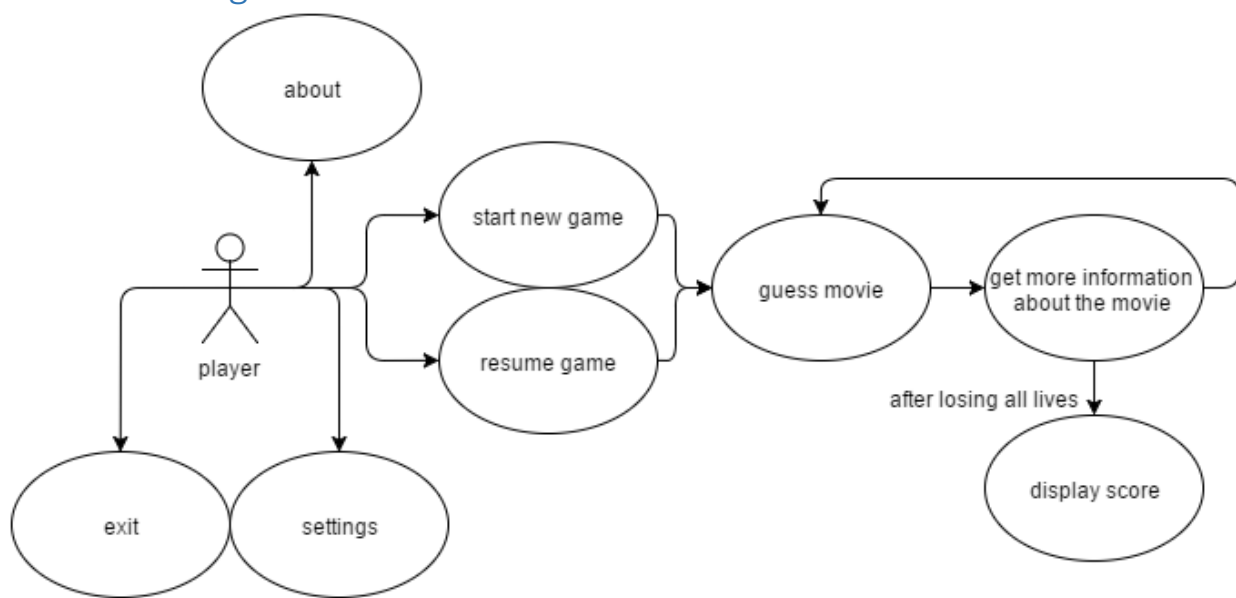 about
start new game
guess movie
get more information
about the movie
resume game
player
after losing all lives
display score
exit
settings